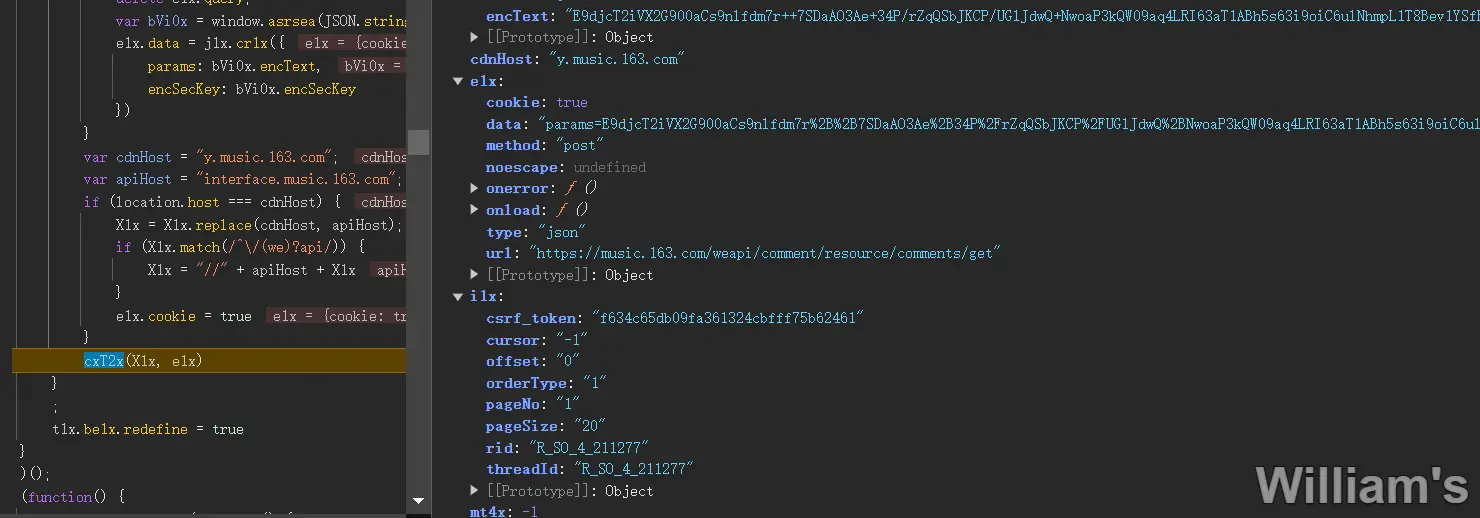 delete e1x.query;
var bVi0x = window.asrsea(JSON.string
e1x.data = j1x.cr1x({ e1x = {cookie
params: bVi0x.encText, bVi0x =
encSecKey: bVi0x.encSecKey
})
}
var cdnHost = "y.music.163.com"; cdnHos
var apiHost = "interface.music.163.com";
if (location.host === cdnHost) { cdnHos
X1x = X1x.replace(cdnHost, apiHost);
if (X1x.match(/^\/(we)?api/)) {
X1x = "//" + apiHost + X1x apiH
}
e1x.cookie = true e1x = {cookie: tr
}
cxT2x(X1x, e1x)
}
;
t1x.be1x.redefine = true
}
)();
(function() {
encText: "E9djcT2iVX2G900aCs9n1fdm7r++7SDaAO3Ae+34P/rZqQSbJKCP/UG1JdwQ+NwoaP3kQW09aq4LRI63aT1ABh5s63i9oiC6u1NhmpL1T8Bev1YSfl
▶ [[Prototype]]: Object
cdnHost: "y.music.163.com"
▼ e1x:
cookie: true
data: "params=E9djcT2iVX2G900aCs9n1fdm7r%2B%2B7SDaAO3Ae%2B34P%2FrZqQSbJKCP%2FUG1JdwQ%2BNwoaP3kQW09aq4LRI63aT1ABh5s63i9oiC6u1
method: "post"
noescape: undefined
▶ onerror: ƒ ()
▶ onload: ƒ ()
type: "json"
url: "https://music.163.com/weapi/comment/resource/comments/get"
▶ [[Prototype]]: Object
▼ i1x:
csrf_token: "f634c65db09fa361324cbfff75b62461"
cursor: "-1"
offset: "0"
orderType: "1"
pageNo: "1"
pageSize: "20"
rid: "R_SO_4_211277"
threadId: "R_SO_4_211277"
▶ [[Prototype]]: Object
mt4x: -1
William's